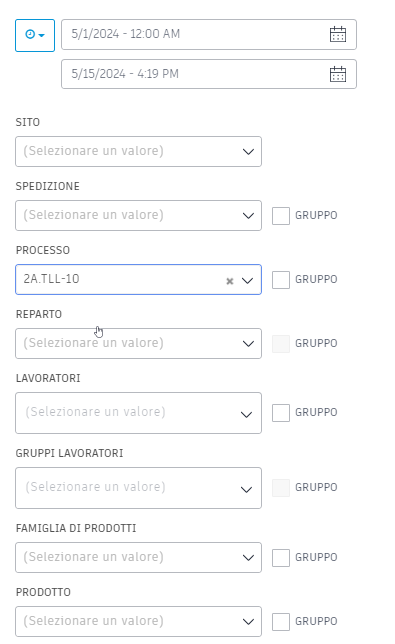 5/1/2024 - 12:00 AM
5/15/2024 - 4:19 PM
SITO
(Selezionare un valore)
SPEDIZIONE
(Selezionare un valore) GRUPPO
PROCESSO
2A.TLL-10 GRUPPO
REPARTO
(Selezionare un valore) GRUPPO
LAVORATORI
(Selezionare un valore) GRUPPO
GRUPPI LAVORATORI
(Selezionare un valore) GRUPPO
FAMIGLIA DI PRODOTTI
(Selezionare un valore) GRUPPO
PRODOTTO
(Selezionare un valore) GRUPPO